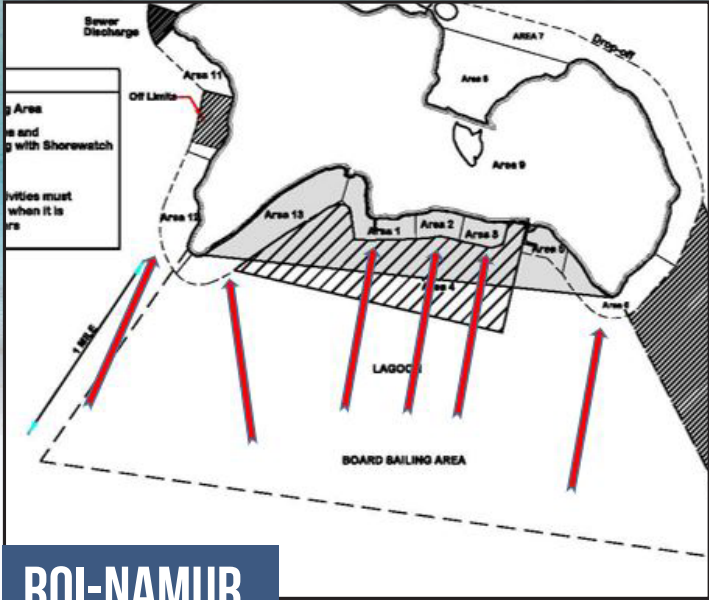 Sewer
Discharge
AREA 7
Drop-off
Area 11
Area 8
Off Limits
g Area
es and
g with Shorewatch
Area 9
ivities must
when it is
ers
Area 12
Area 13
Area 1
Area 2
Area 3
Area 5
Area 4
Area 6
1 MILE
LAGOON
BOARD SAILING AREA
ROI-NAMUR